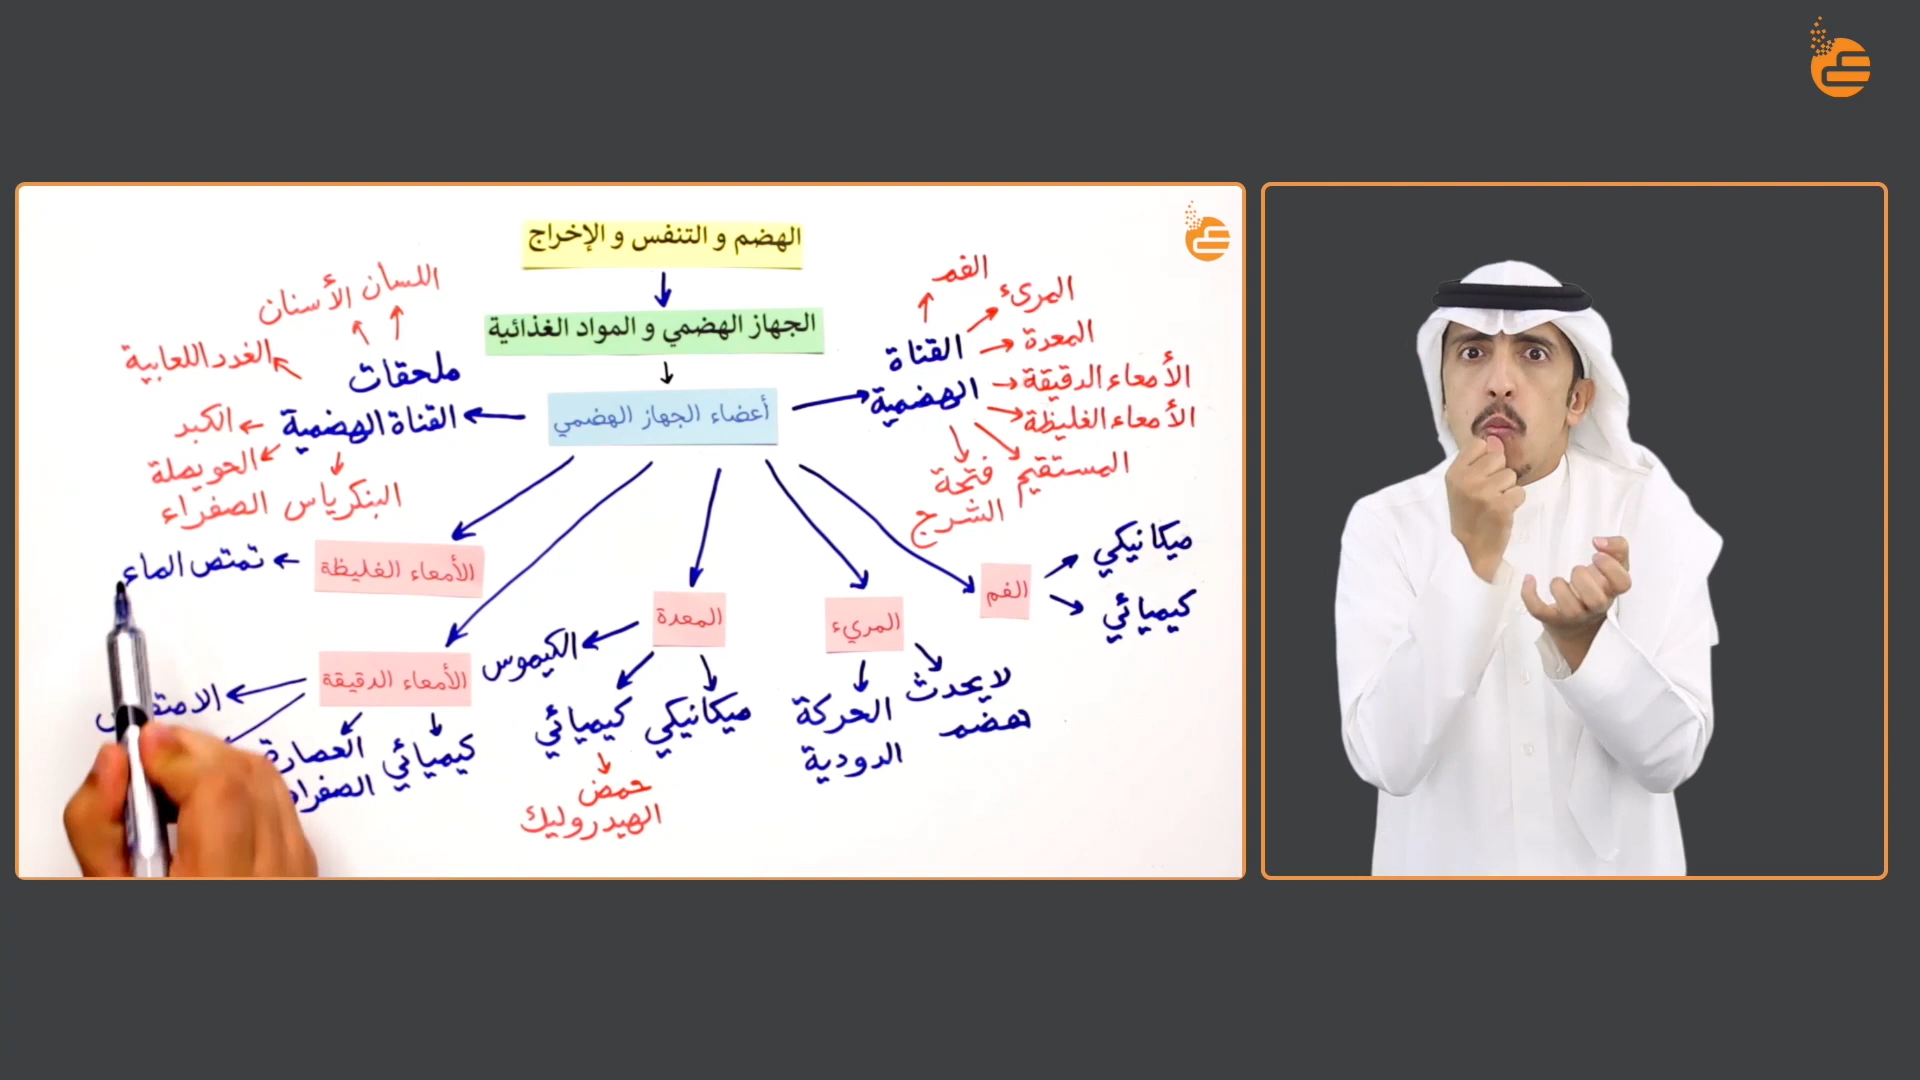 الهضم و التنفس و الإخراج
الجهاز الهضمي و المواد الغذائية
أعضاء الجهاز الهضمي
القناة
الهضمية
الفم
المريء
المعدة
الأمعاء الدقيقة
الأمعاء الغليظة
المستقيم
فتحة
الشرج
ملحقات
القناة الهضمية
اللسان
الأسنان
الغدد اللعابية
الكبد
الحويصلة
الصفراء
البنكرياس
الفم
ميكانيكي
كيميائي
المريء
لا يحدث
هضم
الحركة
الدودية
المعدة
ميكانيكي
كيميائي
حمض
الهيدروليك
الكيموس
الأمعاء الغليظة
تمتص الماء
الأمعاء الدقيقة
كيميائي
العصارة